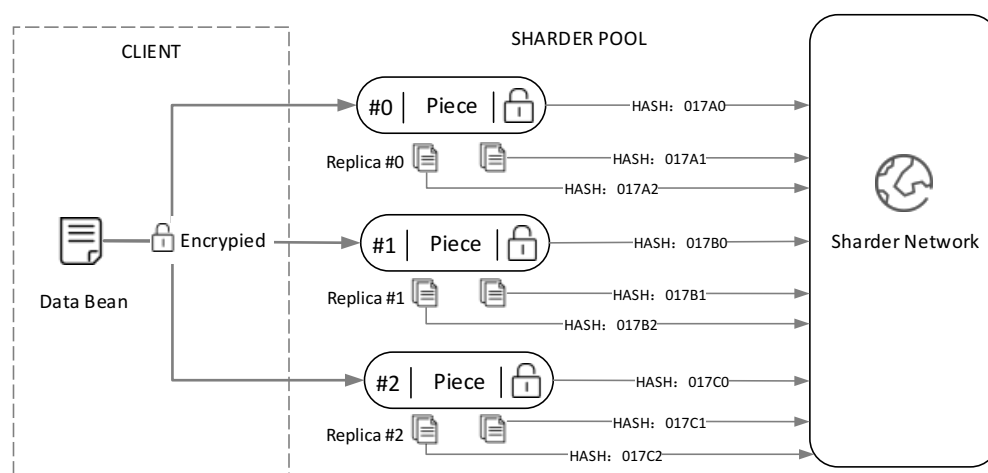 CLIENT
SHARDER POOL
#0 | Piece |
HASH：017A0
Replica #0
HASH：017A1
HASH：017A2
Encrypied
#1 | Piece |
HASH：017B0
Sharder Network
Data Bean
Replica #1
HASH：017B1
HASH：017B2
#2 | Piece |
HASH：017C0
Replica #2
HASH：017C1
HASH：017C2